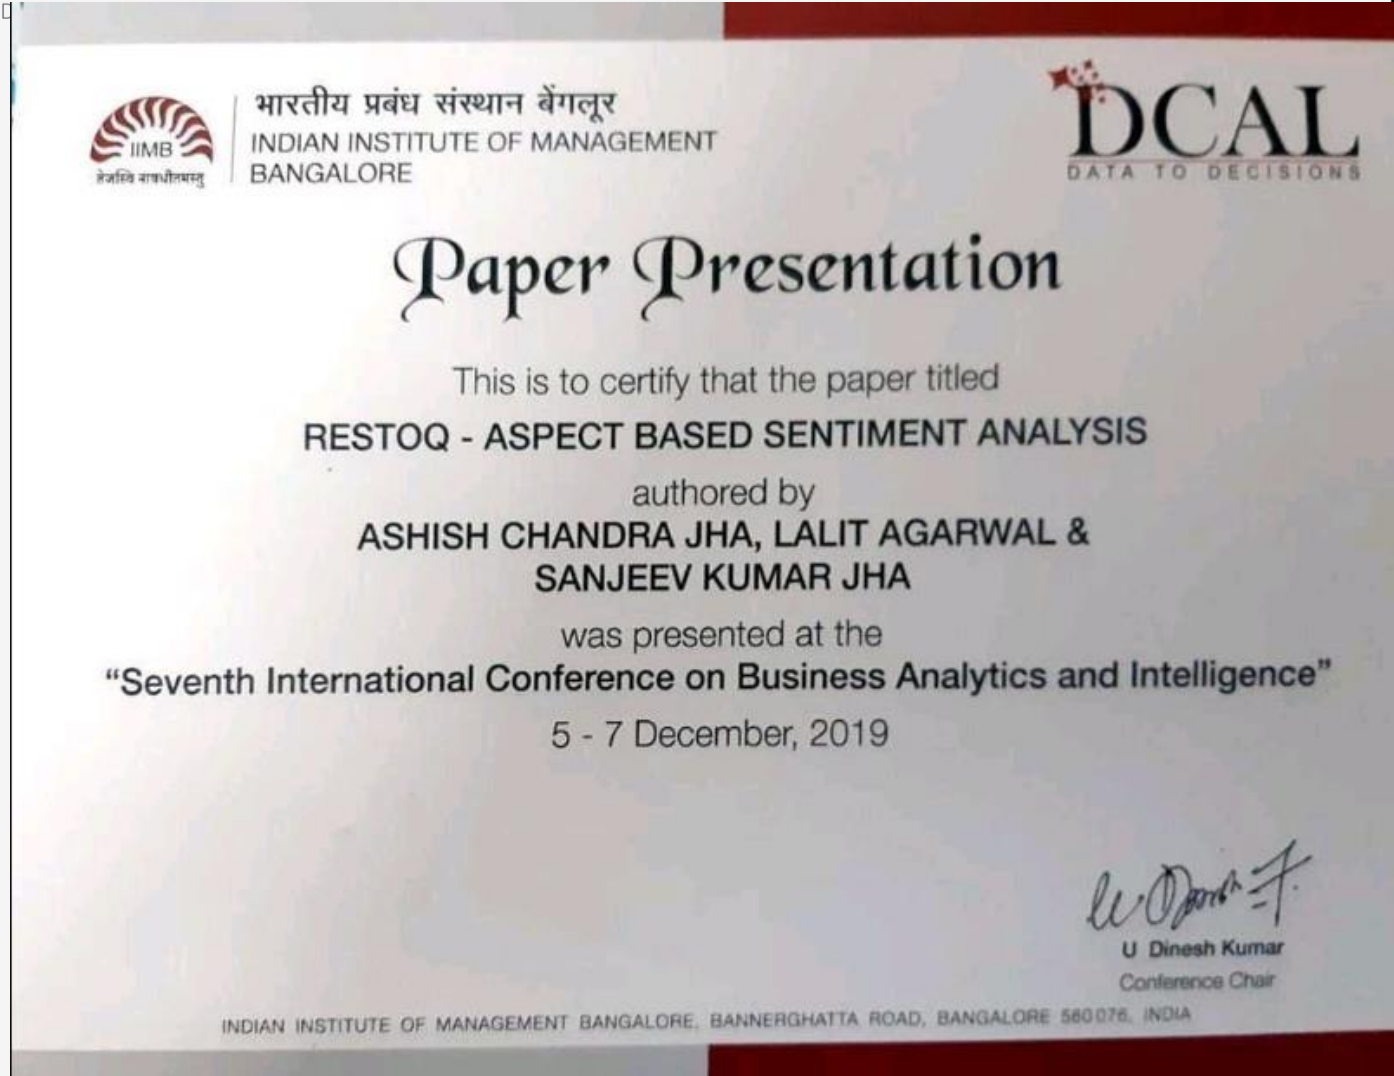 भारतीय प्रबंध संस्थान बेंगलूर
INDIAN INSTITUTE OF MANAGEMENT
BANGALORE
IIMB
तेजस्वि नावधीतमस्तु
DCAL
DATA TO DECISIONS
Paper Presentation
This is to certify that the paper titled
RESTOQ - ASPECT BASED SENTIMENT ANALYSIS
authored by
ASHISH CHANDRA JHA, LALIT AGARWAL &
SANJEEV KUMAR JHA
was presented at the
“Seventh International Conference on Business Analytics and Intelligence”
5 - 7 December, 2019
U Dinesh Kumar
Conference Chair
INDIAN INSTITUTE OF MANAGEMENT BANGALORE, BANNERGHATTA ROAD, BANGALORE 560076, INDIA